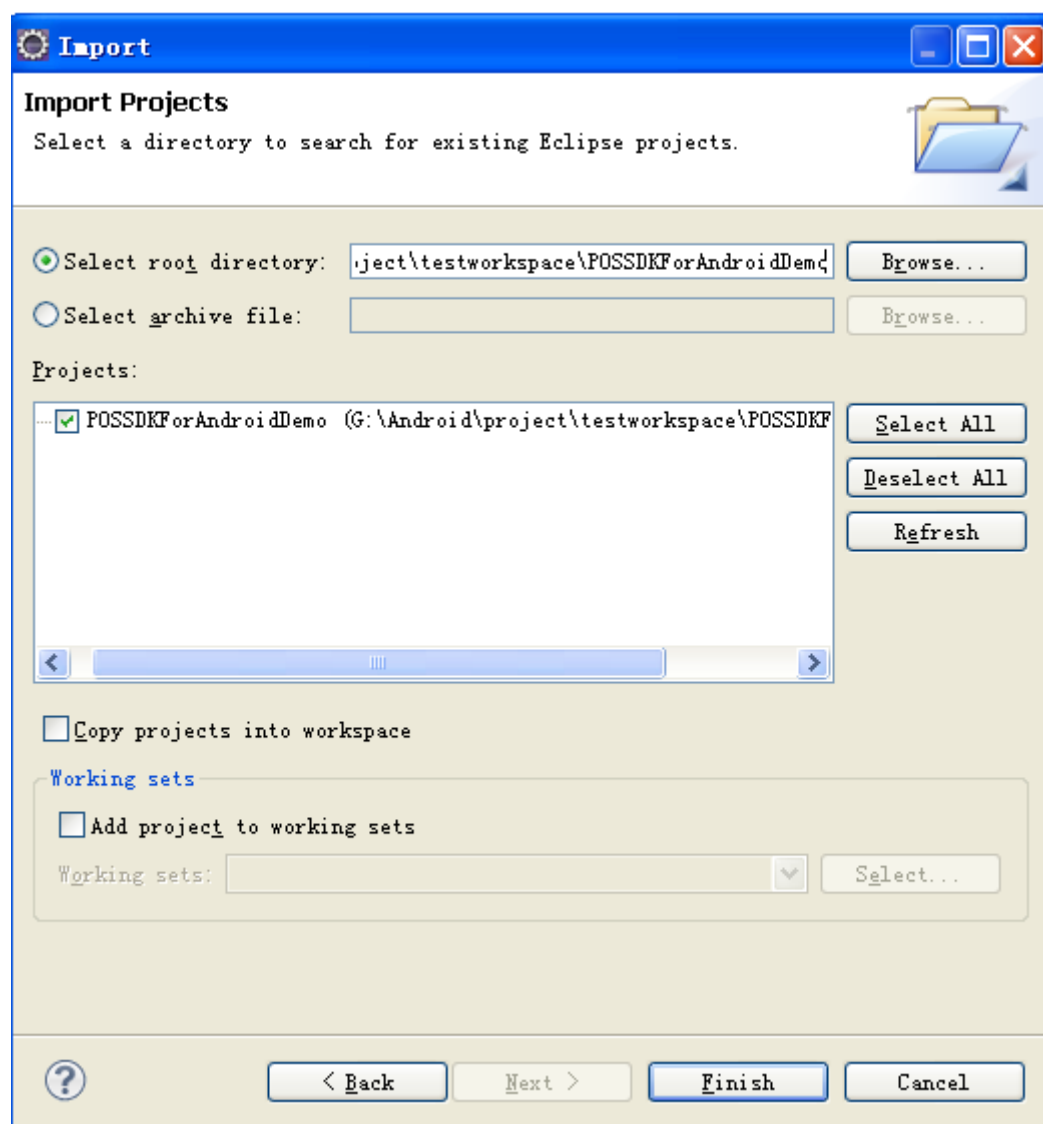 Import
Import Projects
Select a directory to search for existing Eclipse projects.
Select root directory: ject\testworkspace\POSSDKForAndroidDemo Browse...
Select archive file: Browse...
Projects:
POSSDKForAndroidDemo (G:\Android\project\testworkspace\POSSDKF
Select All
Deselect All
Refresh
Copy projects into workspace
Working sets
Add project to working sets
Working sets: Select...
? < Back Next > Finish Cancel